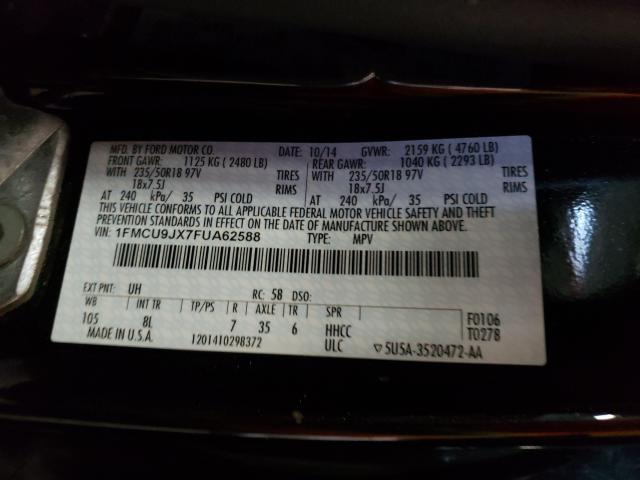 MFD. BY FORD MOTOR CO. DATE: 10/14 GVWR: 2159 KG ( 4760 LB)
FRONT GAWR: 1125 KG ( 2480 LB) REAR GAWR: 1040 KG ( 2293 LB)
WITH 235/50R18 97V TIRES WITH 235/50R18 97V TIRES
18x7.5J RIMS 18x7.5J RIMS
AT 240 kPa/ 35 PSI COLD AT 240 kPa/ 35 PSI COLD
THIS VEHICLE CONFORMS TO ALL APPLICABLE FEDERAL MOTOR VEHICLE SAFETY AND THEFT
PREVENTION STANDARDS IN EFFECT ON THE DATE OF MANUFACTURE SHOWN ABOVE.
VIN: 1FMCU9JX7FUA62588 TYPE: MPV
EXT PNT: UH RC: 58 DSO:
WB INT TR TP/PS R AXLE TR SPR
105 8L 7 35 6 HHCC F0106
MADE IN U.S.A. 1201410298372 ULC T0278
▽5U5A-3520472-AA